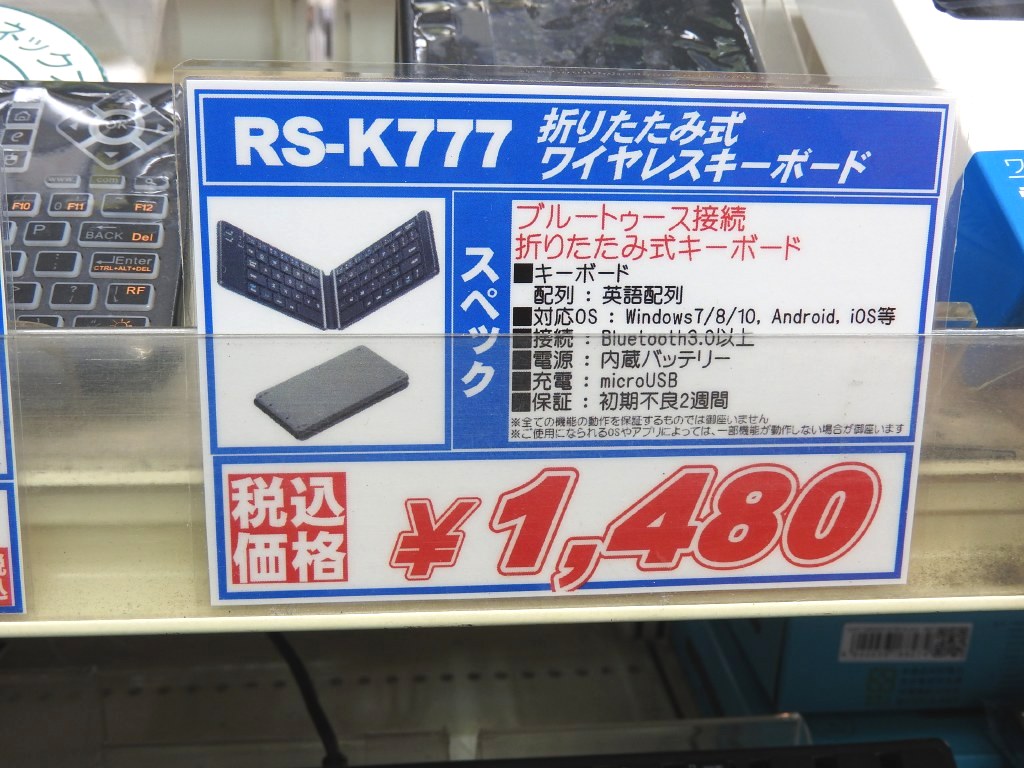 ネックス
RS-K777
折りたたみ式
ワイヤレスキーボード
スペック
ブルートゥース接続
折りたたみ式キーボード
■キーボード
配列：英語配列
■対応OS：Windows7/8/10, Android, iOS等
■接続：Bluetooth3.0以上
■電源：内蔵バッテリー
■充電：microUSB
■保証：初期不良2週間
※全ての機能の動作を保証するものでは御座いません
※ご使用になられるOSやアプリによっては、一部機能が動作しない場合が御座います
税込
価格
¥1,480
OK
F10
F11
F12
P
BACK Del
Enter
CTRL+ALT+DEL
RF